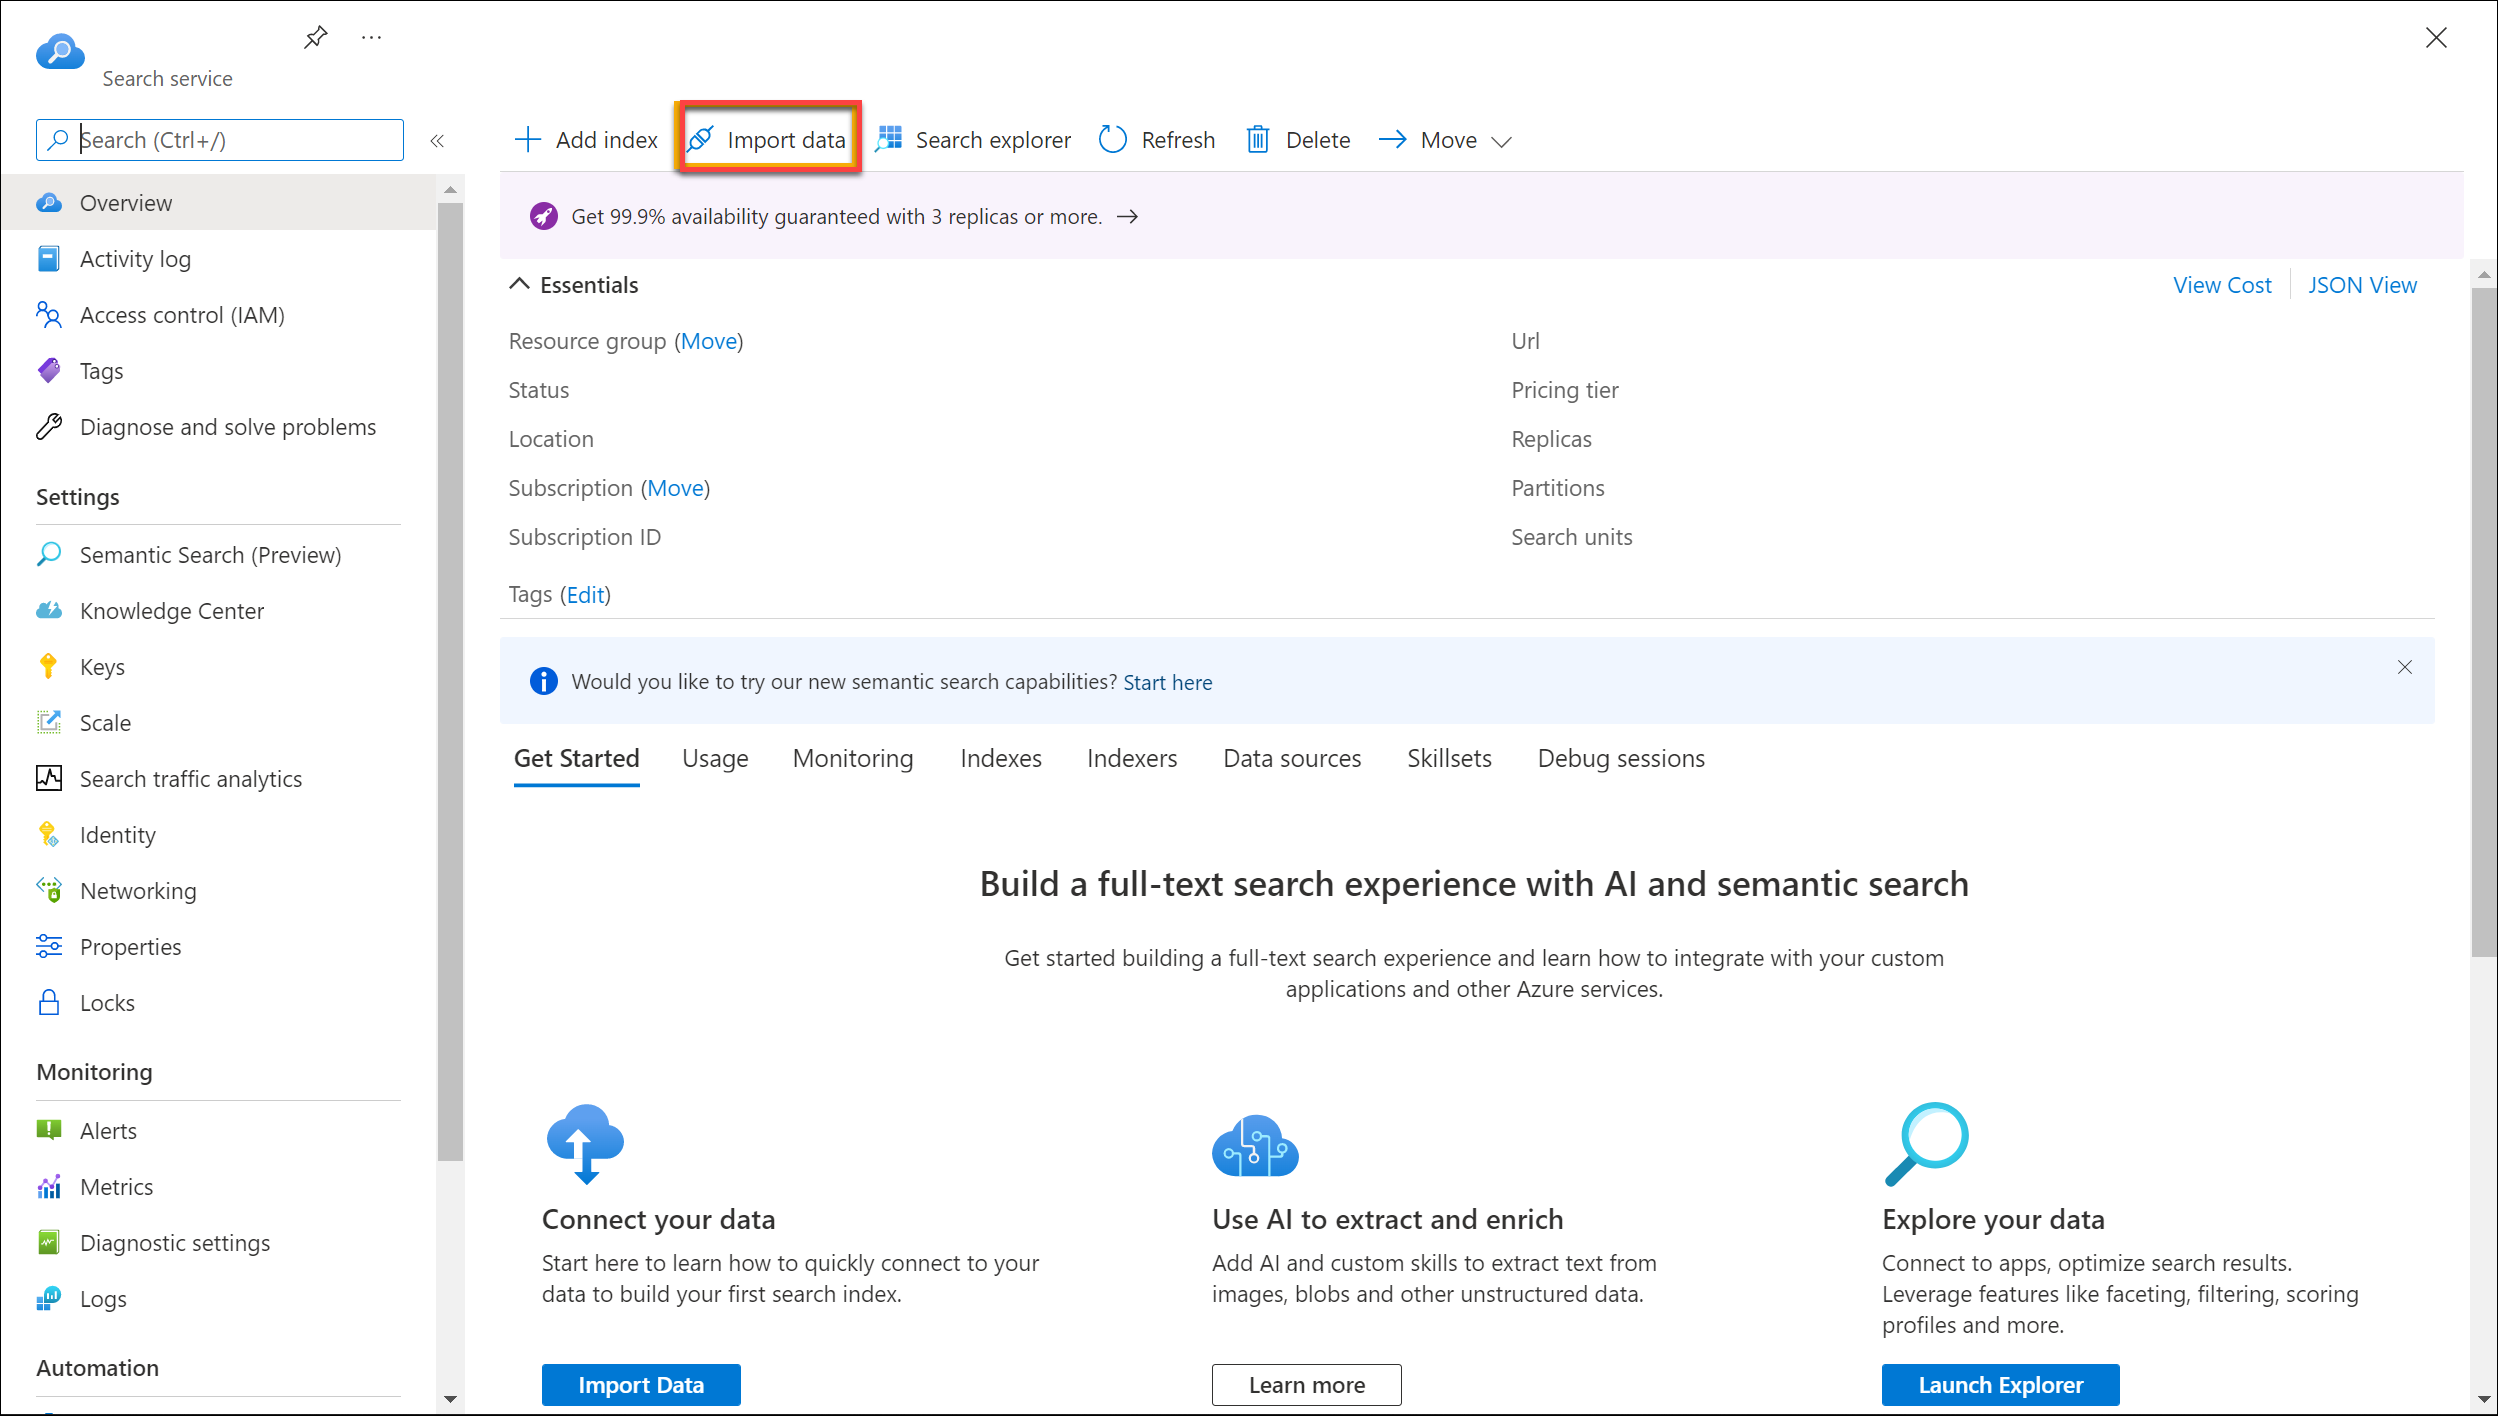 Search service
Search (Ctrl+/)
Overview
Activity log
Access control (IAM)
Tags
Diagnose and solve problems
Settings
Semantic Search (Preview)
Knowledge Center
Keys
Scale
Search traffic analytics
Identity
Networking
Properties
Locks
Monitoring
Alerts
Metrics
Diagnostic settings
Logs
Automation
Add index
Import data
Search explorer
Refresh
Delete
Move
Get 99.9% availability guaranteed with 3 replicas or more.
Essentials
View Cost
JSON View
Resource group (Move)
Status
Location
Subscription (Move)
Subscription ID
Tags (Edit)
Url
Pricing tier
Replicas
Partitions
Search units
Would you like to try our new semantic search capabilities? Start here
Get Started
Usage
Monitoring
Indexes
Indexers
Data sources
Skillsets
Debug sessions
Build a full-text search experience with AI and semantic search
Get started building a full-text search experience and learn how to integrate with your custom
applications and other Azure services.
Connect your data
Start here to learn how to quickly connect to your
data to build your first search index.
Import Data
Use AI to extract and enrich
Add AI and custom skills to extract text from
images, blobs and other unstructured data.
Learn more
Explore your data
Connect to apps, optimize search results.
Leverage features like faceting, filtering, scoring
profiles and more.
Launch Explorer